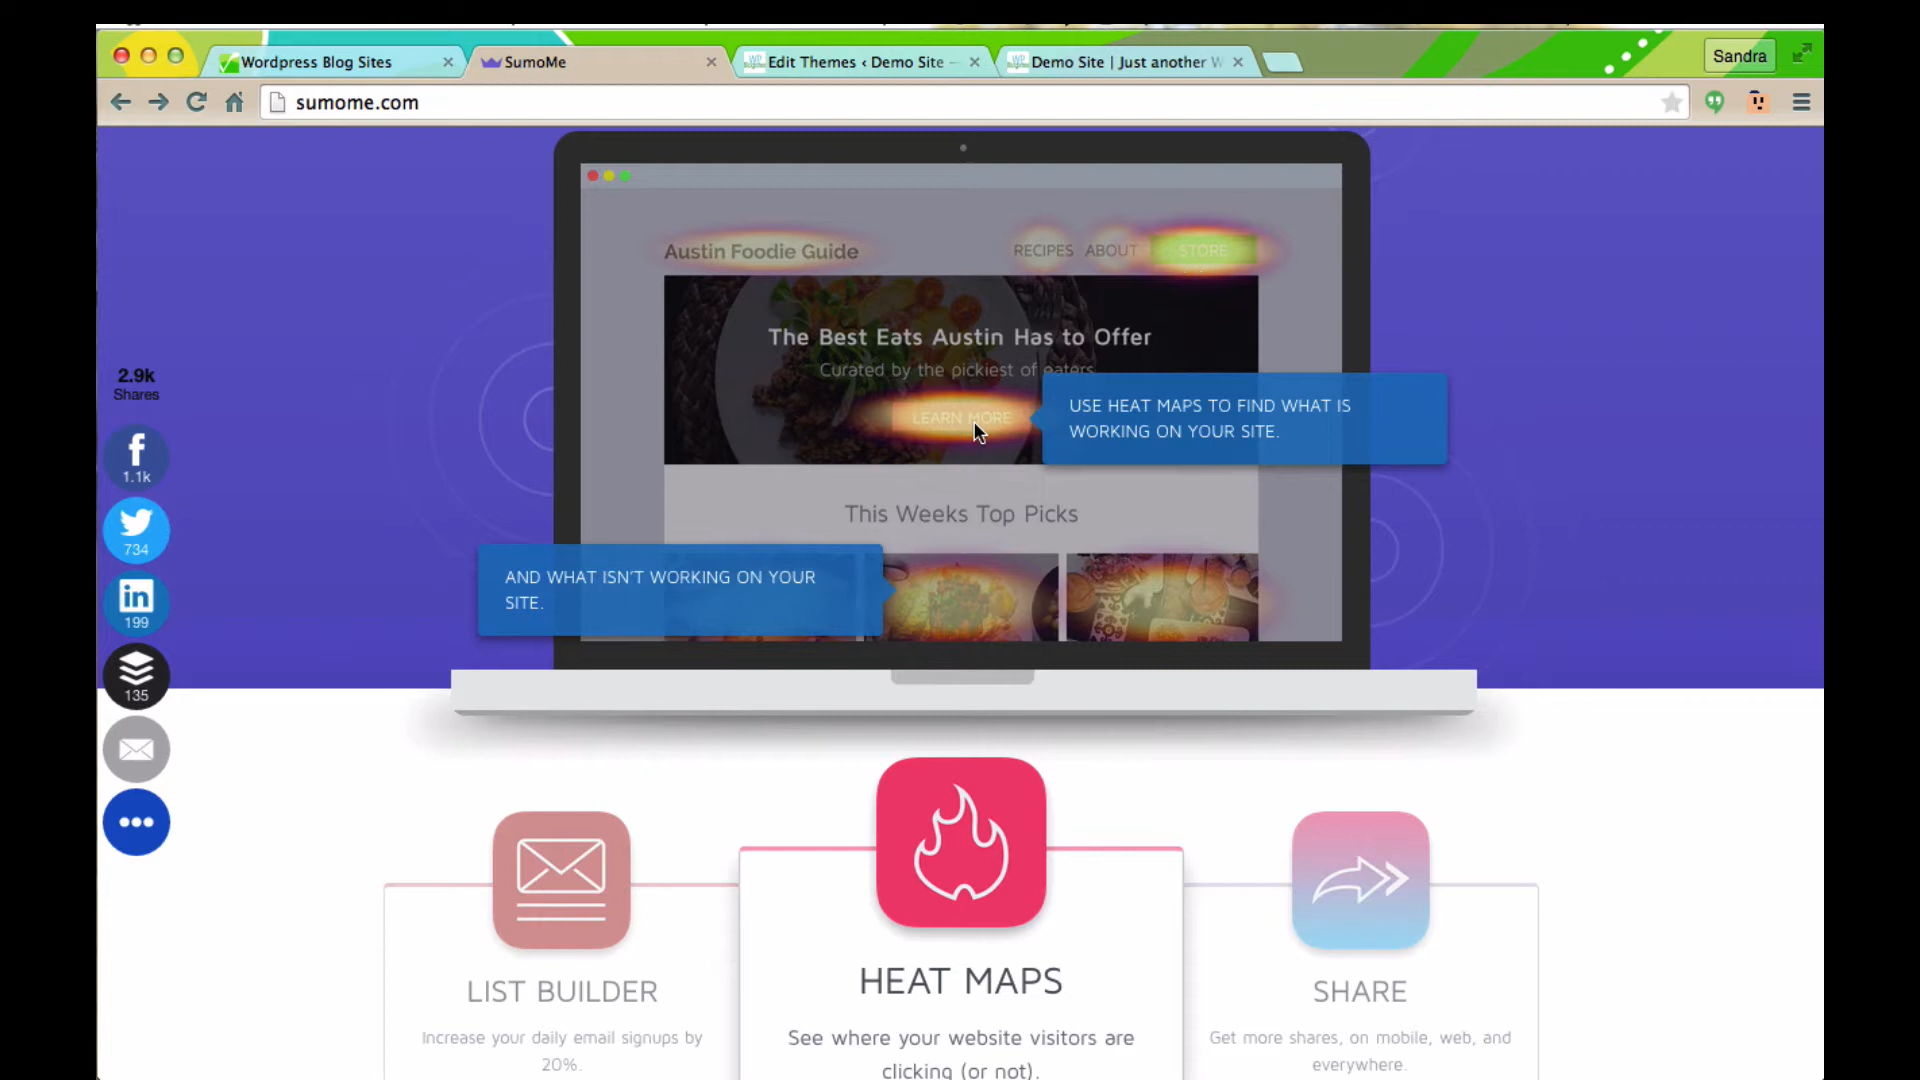 Wordpress Blog Sites
SumoMe
Edit Themes ‹ Demo Site —
Demo Site | Just another W
Sandra
sumome.com
Austin Foodie Guide
RECIPES
ABOUT
STORE
The Best Eats Austin Has to Offer
Curated by the pickiest of eaters
LEARN MORE
USE HEAT MAPS TO FIND WHAT IS
WORKING ON YOUR SITE.
This Weeks Top Picks
AND WHAT ISN'T WORKING ON YOUR
SITE.
2.9k
Shares
1.1k
734
199
135
LIST BUILDER
Increase your daily email signups by
20%.
HEAT MAPS
See where your website visitors are
clicking (or not).
SHARE
Get more shares, on mobile, web, and
everywhere.